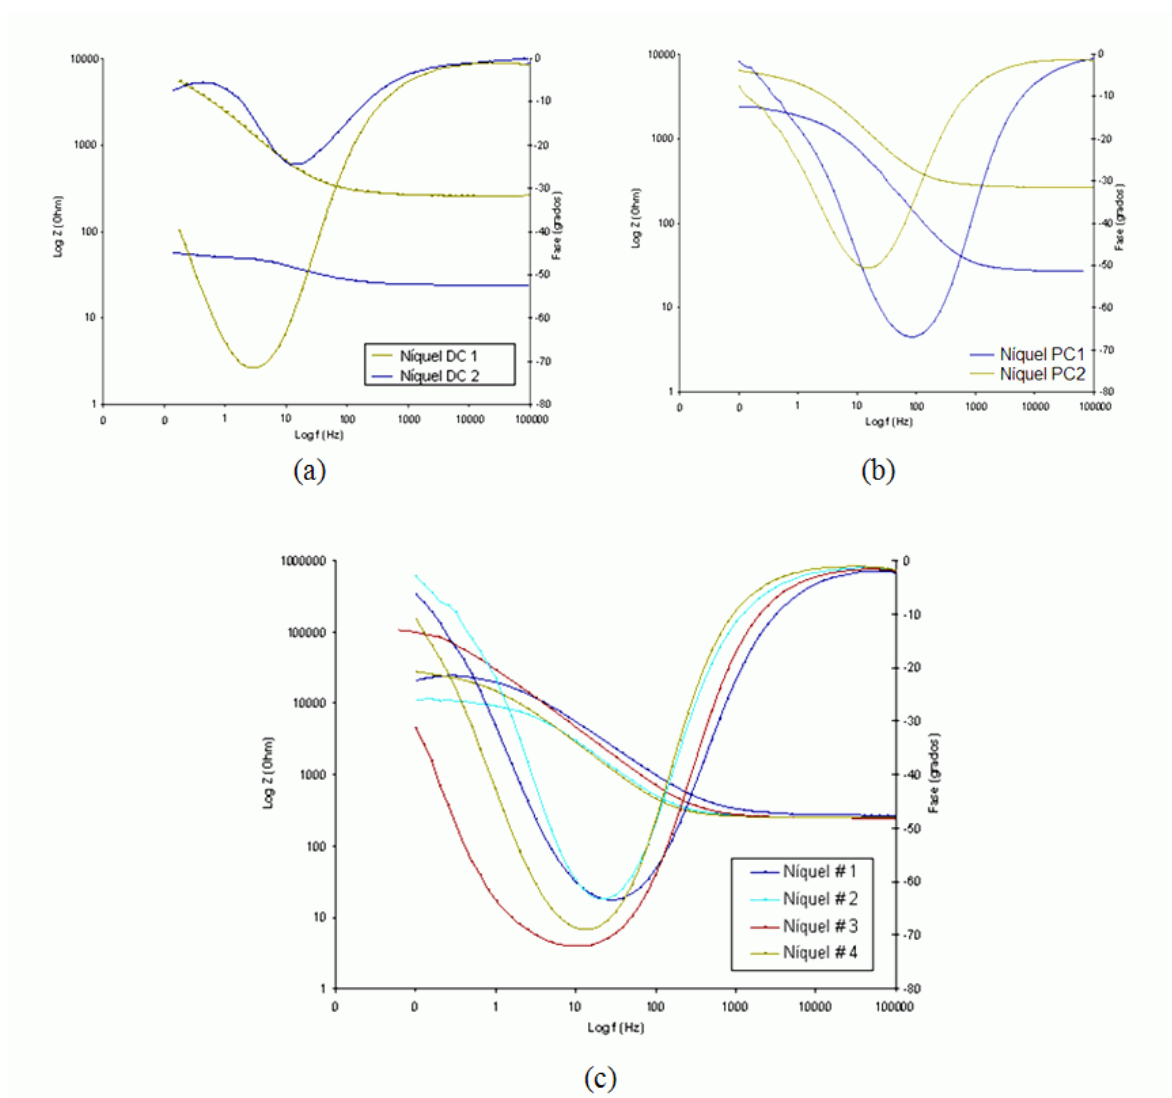 10000
1000
100
10
1
Log Z (Ohm)
0
-10
-20
-30
-40
-50
-60
-70
-80
Fase (grados)
Níquel DC 1
Níquel DC 2
0 0 1 10 100 1000 10000 100000
Log f (Hz)
(a)
10000
1000
100
10
1
Log Z (Ohm)
0
-10
-20
-30
-40
-50
-60
-70
-80
Fase (grados)
Níquel PC1
Níquel PC2
0 0 1 10 100 1000 10000 100000
Log f (Hz)
(b)
1000000
100000
10000
1000
100
10
1
Log Z (Ohm)
0
-10
-20
-30
-40
-50
-60
-70
-80
Fase (grados)
Níquel # 1
Níquel # 2
Níquel # 3
Níquel # 4
0 0 1 10 100 1000 10000 100000
Log f (Hz)
(c)